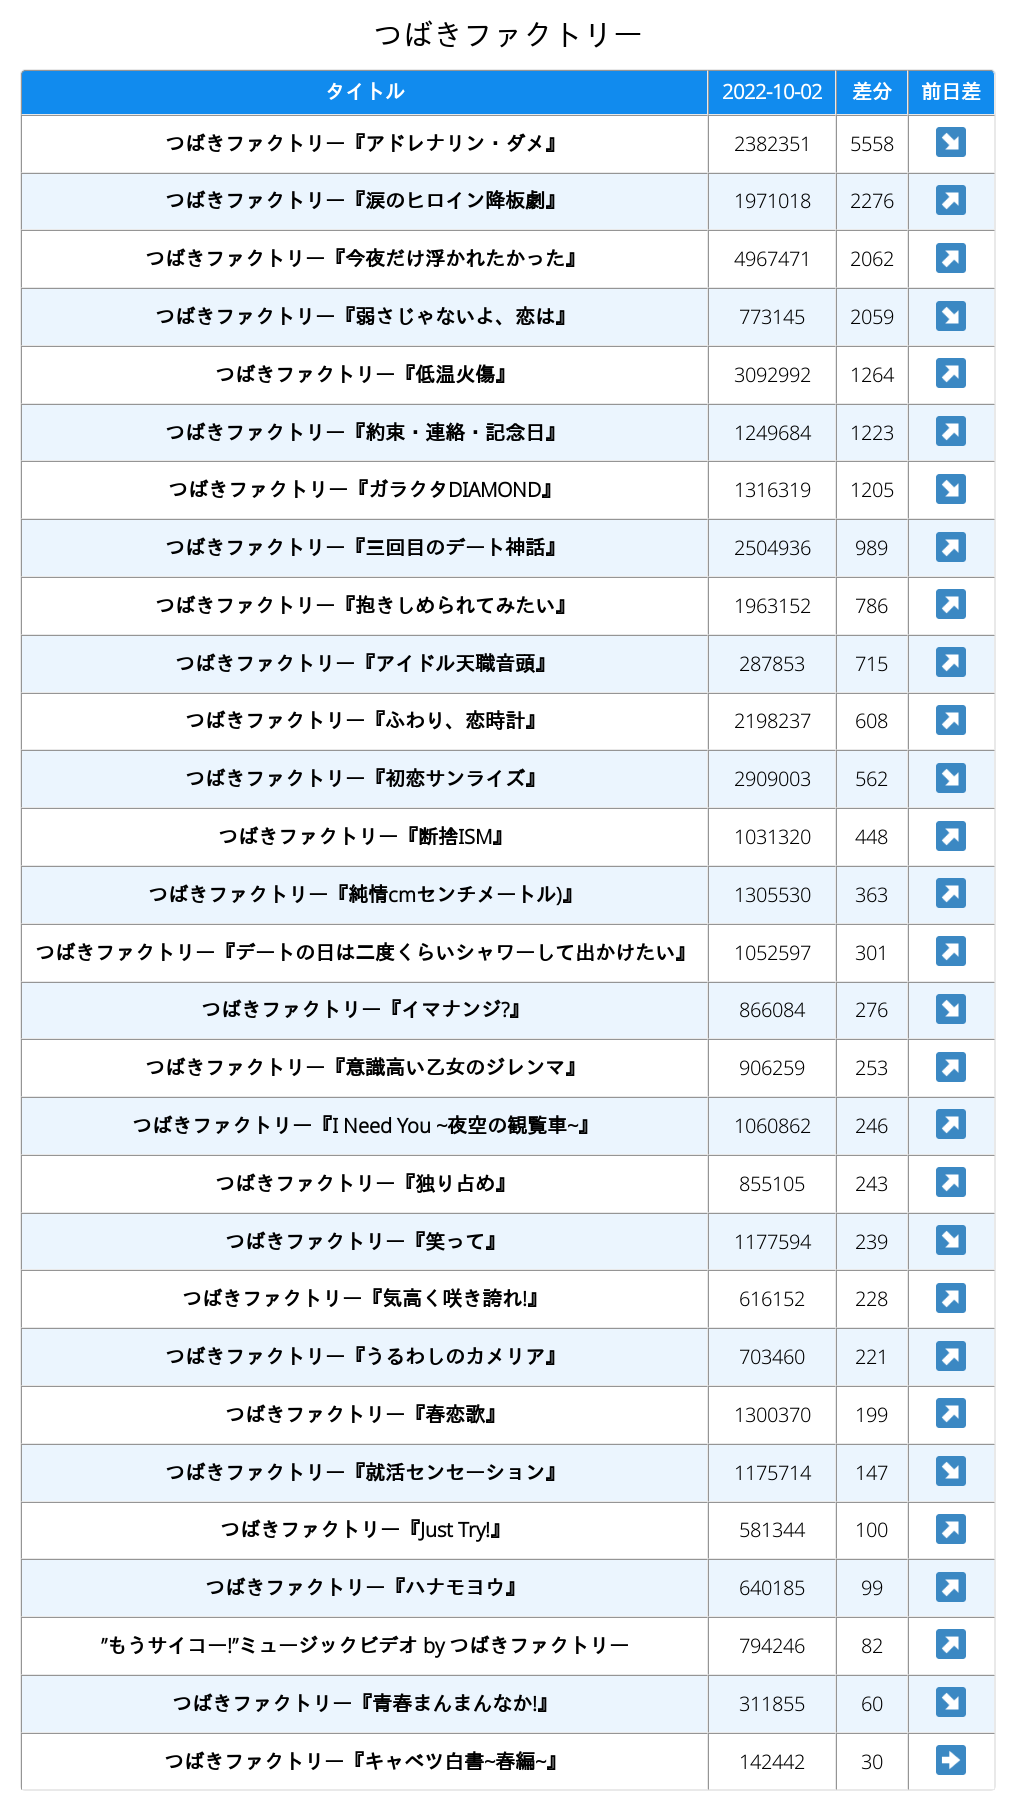 つばきファクトリー
タイトル 2022-10-02 差分 前日差
つばきファクトリー『アドレナリン・ダメ』 2382351 5558 ↘
つばきファクトリー『涙のヒロイン降板劇』 1971018 2276 ↗
つばきファクトリー『今夜だけ浮かれたかった』 4967471 2062 ↗
つばきファクトリー『弱さじゃないよ、恋は』 773145 2059 ↘
つばきファクトリー『低温火傷』 3092992 1264 ↗
つばきファクトリー『約束・連絡・記念日』 1249684 1223 ↗
つばきファクトリー『ガラクタDIAMOND』 1316319 1205 ↘
つばきファクトリー『三回目のデート神話』 2504936 989 ↗
つばきファクトリー『抱きしめられてみたい』 1963152 786 ↗
つばきファクトリー『アイドル天職音頭』 287853 715 ↗
つばきファクトリー『ふわり、恋時計』 2198237 608 ↗
つばきファクトリー『初恋サンライズ』 2909003 562 ↘
つばきファクトリー『断捨ISM』 1031320 448 ↗
つばきファクトリー『純情cmセンチメートル)』 1305530 363 ↗
つばきファクトリー『デートの日は二度くらいシャワーして出かけたい』 1052597 301 ↗
つばきファクトリー『イマナンジ?』 866084 276 ↘
つばきファクトリー『意識高い乙女のジレンマ』 906259 253 ↗
つばきファクトリー『I Need You ~夜空の観覧車~』 1060862 246 ↗
つばきファクトリー『独り占め』 855105 243 ↗
つばきファクトリー『笑って』 1177594 239 ↘
つばきファクトリー『気高く咲き誇れ!』 616152 228 ↗
つばきファクトリー『うるわしのカメリア』 703460 221 ↗
つばきファクトリー『春恋歌』 1300370 199 ↗
つばきファクトリー『就活センセーション』 1175714 147 ↘
つばきファクトリー『Just Try!』 581344 100 ↗
つばきファクトリー『ハナモヨウ』 640185 99 ↗
”もうサイコー!”ミュージックビデオ by つばきファクトリー 794246 82 ↗
つばきファクトリー『青春まんまんなか!』 311855 60 ↘
つばきファクトリー『キャベツ白書~春編~』 142442 30 ➡